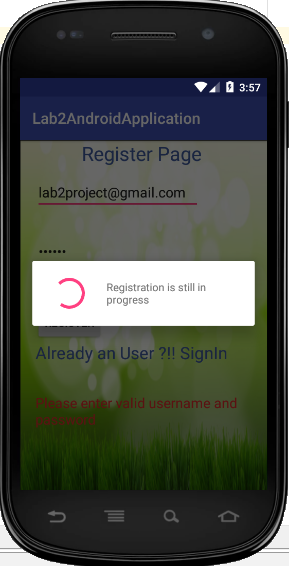 3:57
Lab2AndroidApplication
Register Page
lab2project@gmail.com
••••••
Registration is still in
progress
Already an User ?!! SignIn
Please enter valid username and
password